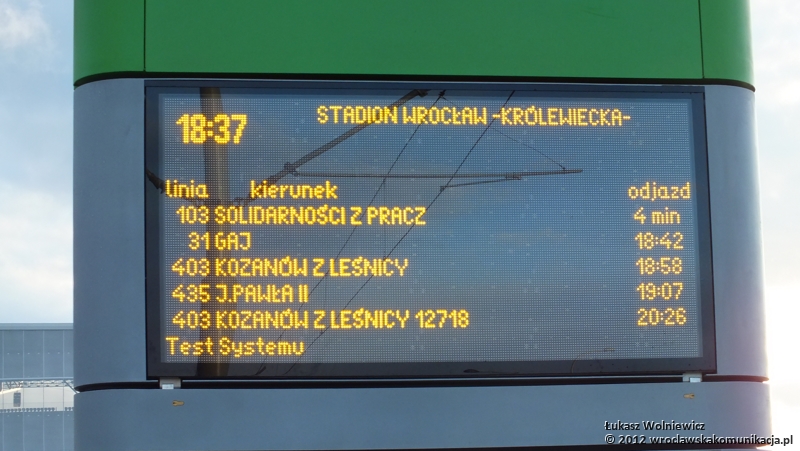 18:37 STADION WROCŁAW -KRÓLEWIECKA-
linia kierunek odjazd
103 SOLIDARNOŚCI Z PRACZ 4 min
31 GAJ 18:42
403 KOZANÓW Z LEŚNICY 18:58
435 J.PAWŁA II 19:07
403 KOZANÓW Z LEŚNICY 12718 20:26
Test Systemu
Łukasz Wolniewicz
© 2012 wroclawskakomunikacja.pl